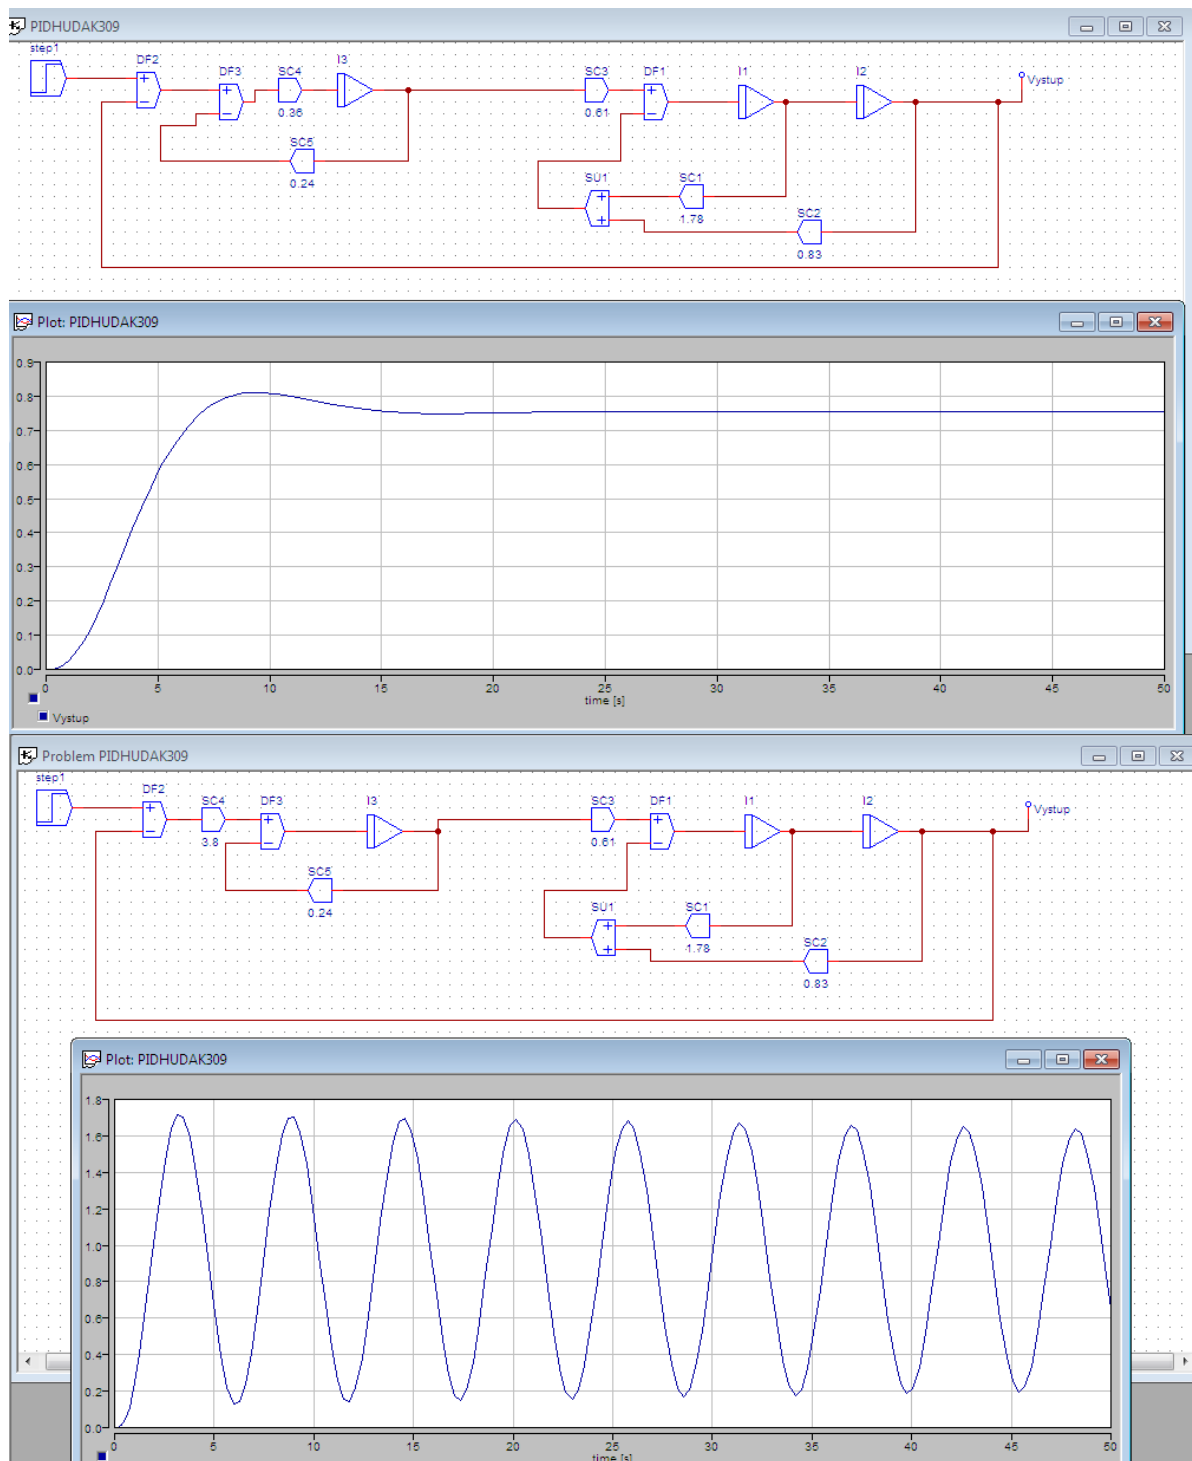 PIDHUDAK309
step1
DF2 DF3 SC4 I3 SC3 DF1 I1 I2 Vystup
0.36 0.61
SC5
0.24
SU1 SC1
1.78
SC2
0.83
Plot: PIDHUDAK309
0.9
0.8
0.7
0.6
0.5
0.4
0.3
0.2
0.1
0.0
0 5 10 15 20 25 30 35 40 45 50
time [s]
Vystup
Problem PIDHUDAK309
step1
DF2 SC4 DF3 I3 SC3 DF1 I1 I2 Vystup
3.8 0.61
SC5
0.24
SU1 SC1
1.78
SC2
0.83
Plot: PIDHUDAK309
1.8
1.6
1.4
1.2
1.0
0.8
0.6
0.4
0.2
0.0
0 5 10 15 20 25 30 35 40 45 50
time [s]